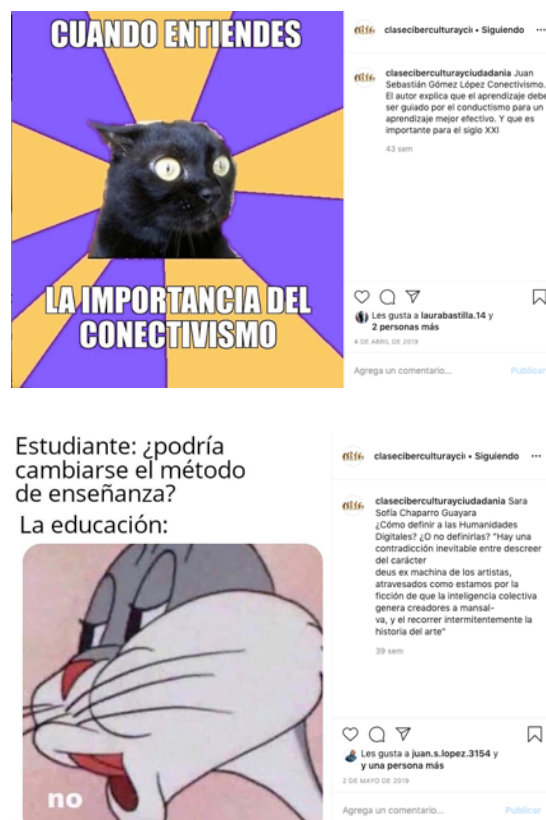 CUANDO ENTIENDES
LA IMPORTANCIA DEL
CONECTIVISMO
claseciberculturayci • Siguiendo
claseciberculturayciudadania Juan
Sebastián Gómez López Conectivismo.
El autor explica que el aprendizaje debe
ser guiado por el conductismo para un
aprendizaje mejor efectivo. Y que es
importante para el siglo XXI
43 sem
Les gusta a laurabastilla.14 y
2 personas más
4 DE ABRIL DE 2019
Agrega un comentario...
Publicar
Estudiante: ¿podría
cambiarse el método
de enseñanza?
La educación:
no
claseciberculturayci • Siguiendo
claseciberculturayciudadania Sara
Sofía Chaparro Guayara
¿Cómo definir a las Humanidades
Digitales? ¿O no definirlas? "Hay una
contradicción inevitable entre descreer
del carácter
deus ex machina de los artistas,
atravesados como estamos por la
ficción de que la inteligencia colectiva
genera creadores a mansal-
va, y el recorrer intermitentemente la
historia del arte"
39 sem
Les gusta a juan.s.lopez.3154 y
y una persona más
2 DE MAYO DE 2019
Agrega un comentario...
Publicar